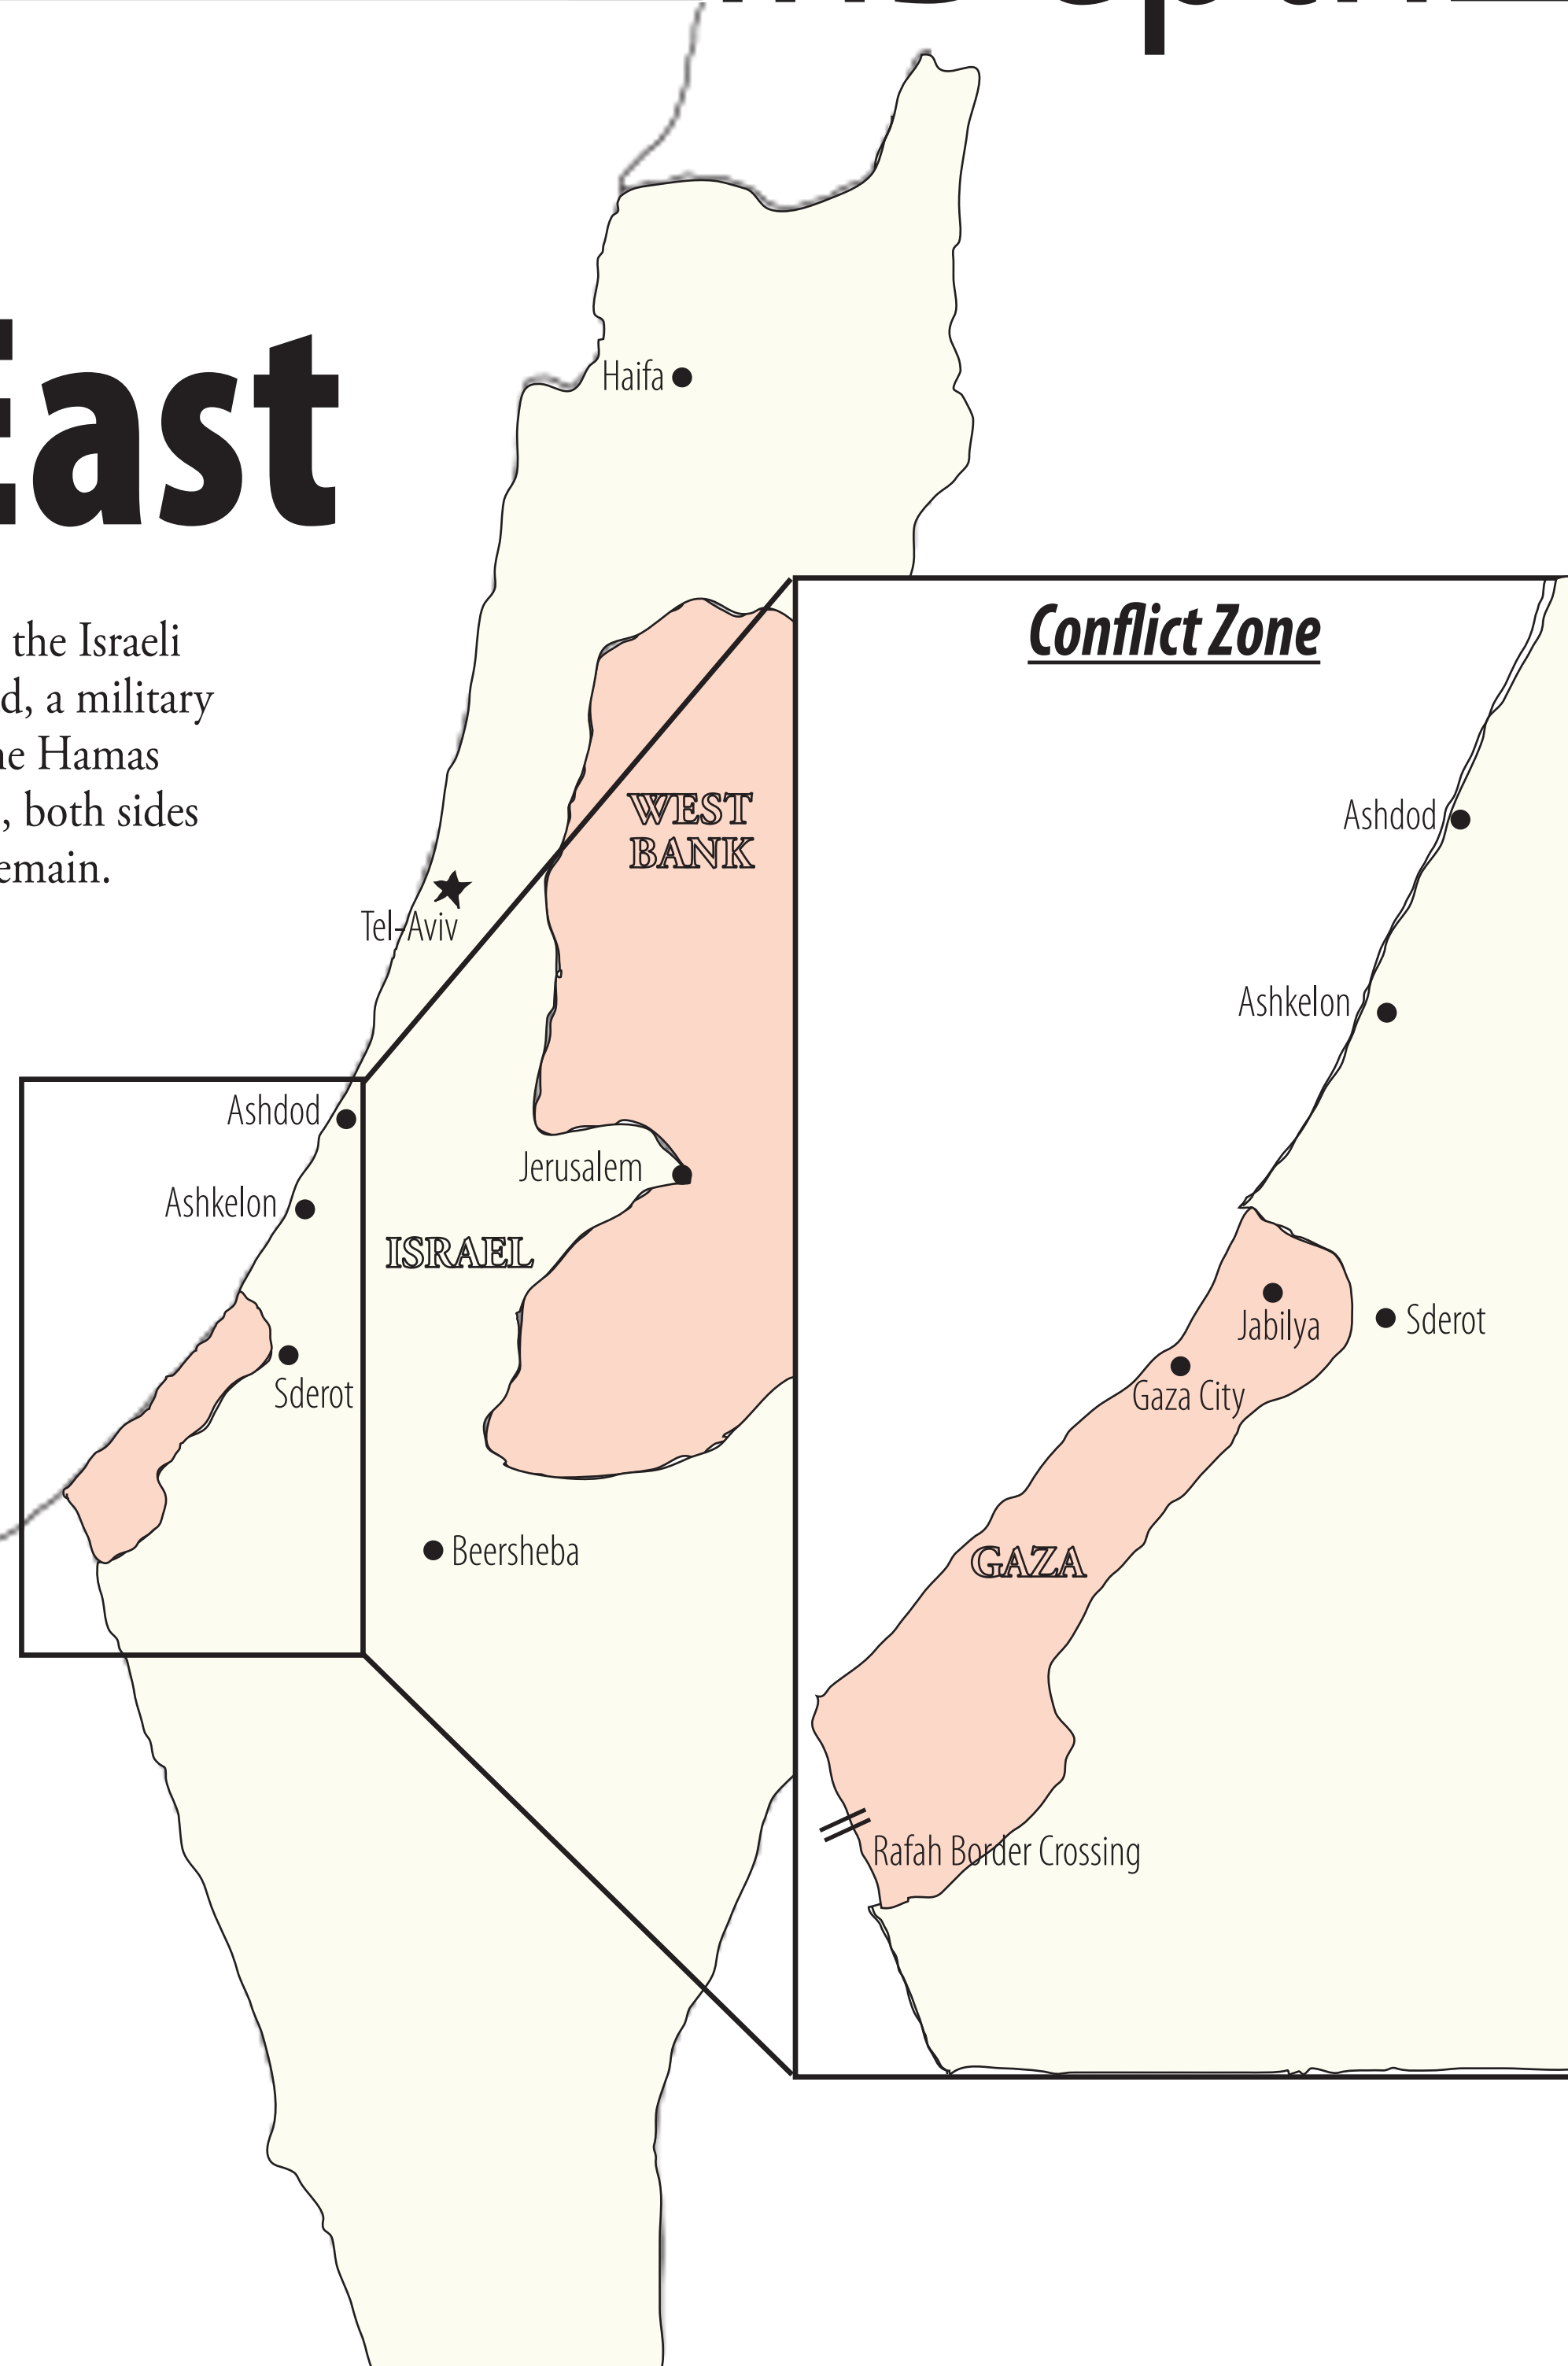 East
the Israeli
d, a military
he Hamas
, both sides
emain.
Haifa
WEST
BANK
Tel-Aviv
Ashdod
Ashkelon
Jerusalem
ISRAEL
Sderot
Beersheba
Conflict Zone
Ashdod
Ashkelon
Jabilya
Sderot
Gaza City
GAZA
Rafah Border Crossing